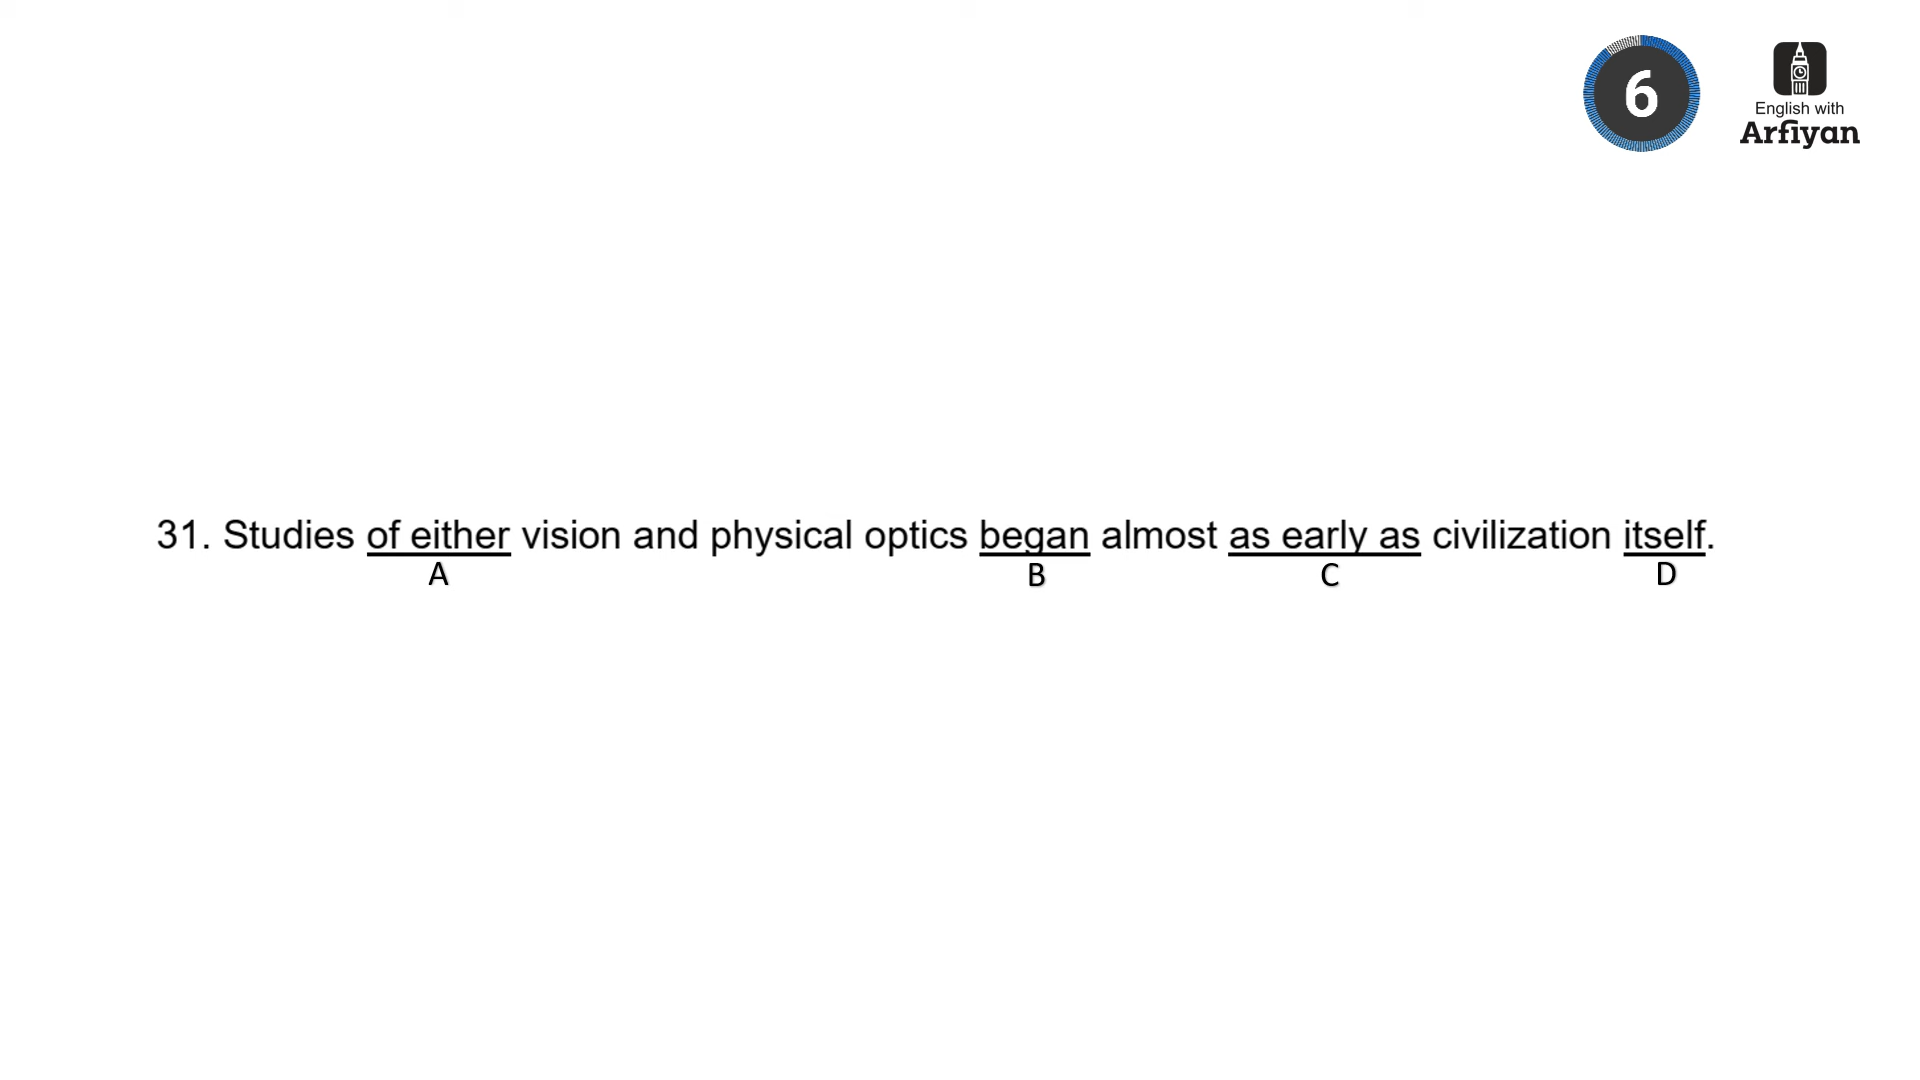 6
English with
Arfiyan
31. Studies of either vision and physical optics began almost as early as civilization itself.
A B C D